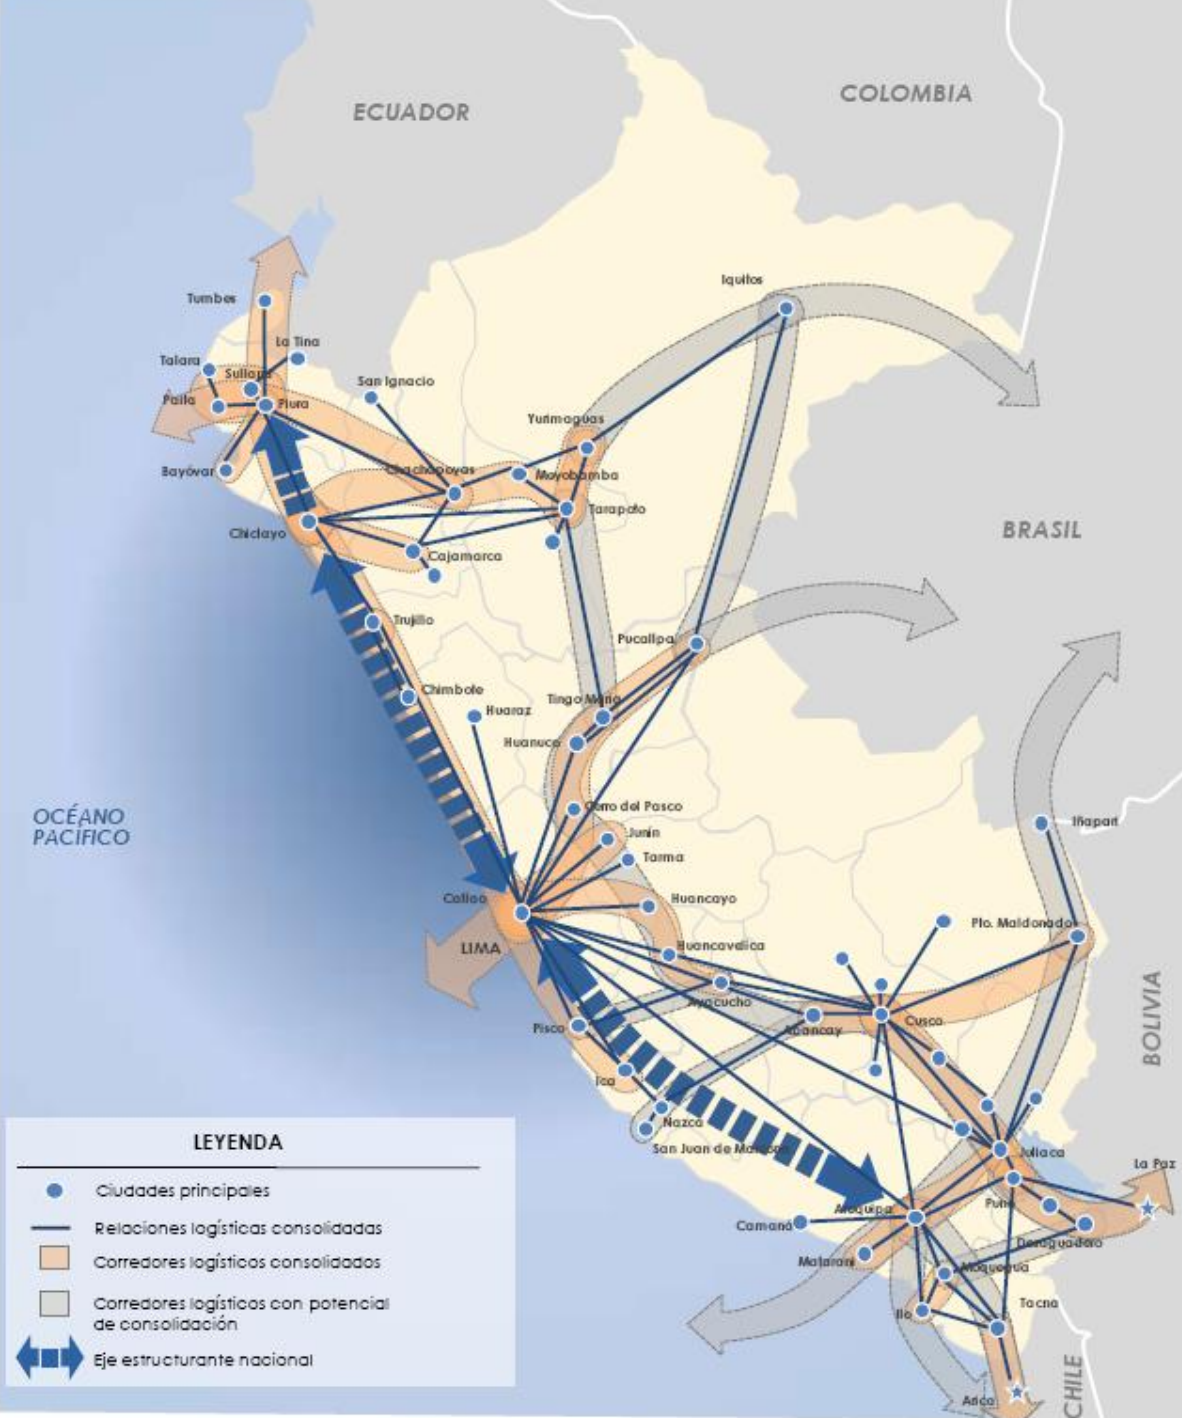 ECUADOR
COLOMBIA
Iquitos
Tumbes
La Tina
Talara
Sullana
San Ignacio
Paita
Piura
Yurimaguas
Bayóvar
Chachapoyas
Moyobamba
Tarapoto
Chiclayo
BRASIL
Cajamarca
Trujillo
Pucallpa
Chimbote
Tingo María
Huaraz
Huanuco
OCÉANO
PACÍFICO
Cerro del Pasco
Iñapari
Junín
Tarma
Callao
Huancayo
Pto. Maldonado
LIMA
Huancavelica
Ayacucho
BOLIVIA
Pisco
Abancay
Cusco
Ica
Nazca
San Juan de Marcona
Juliaca
La Paz
Puno
Arequipa
Camaná
Desaguadero
Matarani
Moquegua
Ilo
Tacna
CHILE
Arica
LEYENDA
Ciudades principales
Relaciones logísticas consolidadas
Corredores logísticos consolidados
Corredores logísticos con potencial
de consolidación
Eje estructurante nacional